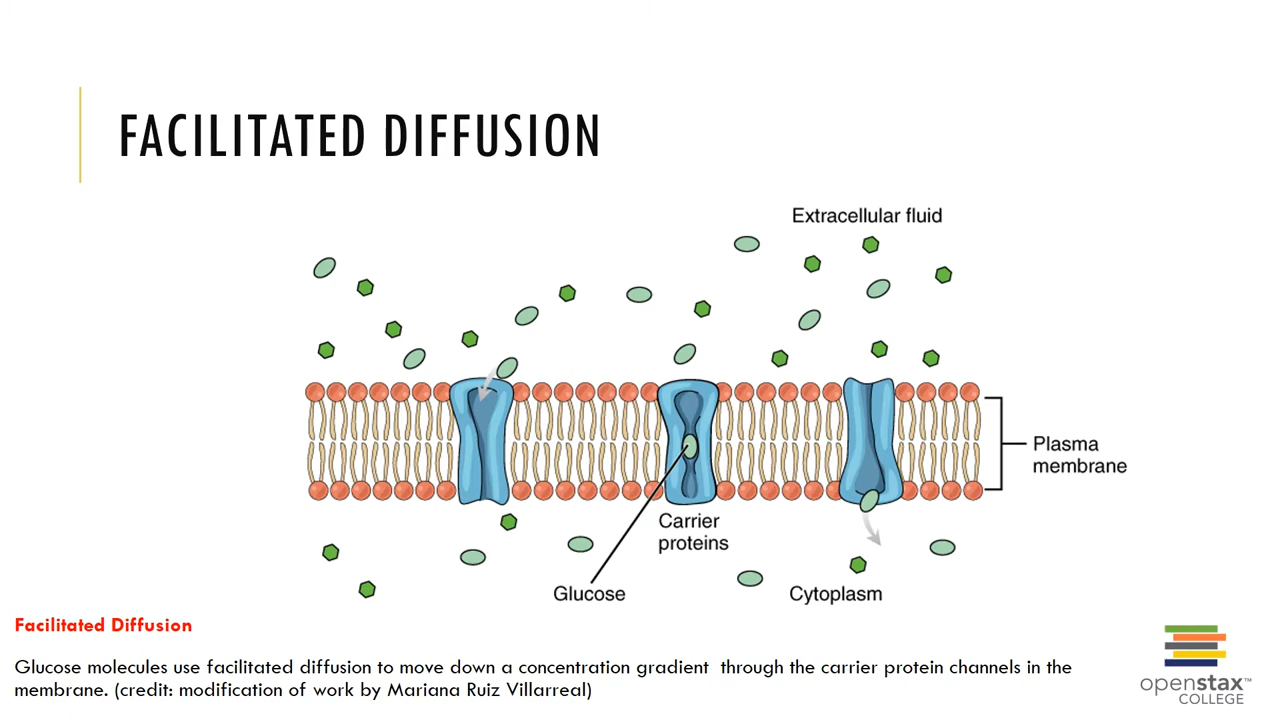 FACILITATED DIFFUSION
Extracellular fluid
Plasma
membrane
Carrier
proteins
Glucose
Cytoplasm
Facilitated Diffusion
Glucose molecules use facilitated diffusion to move down a concentration gradient through the carrier protein channels in the
membrane. (credit: modification of work by Mariana Ruiz Villarreal)
openstax™
COLLEGE